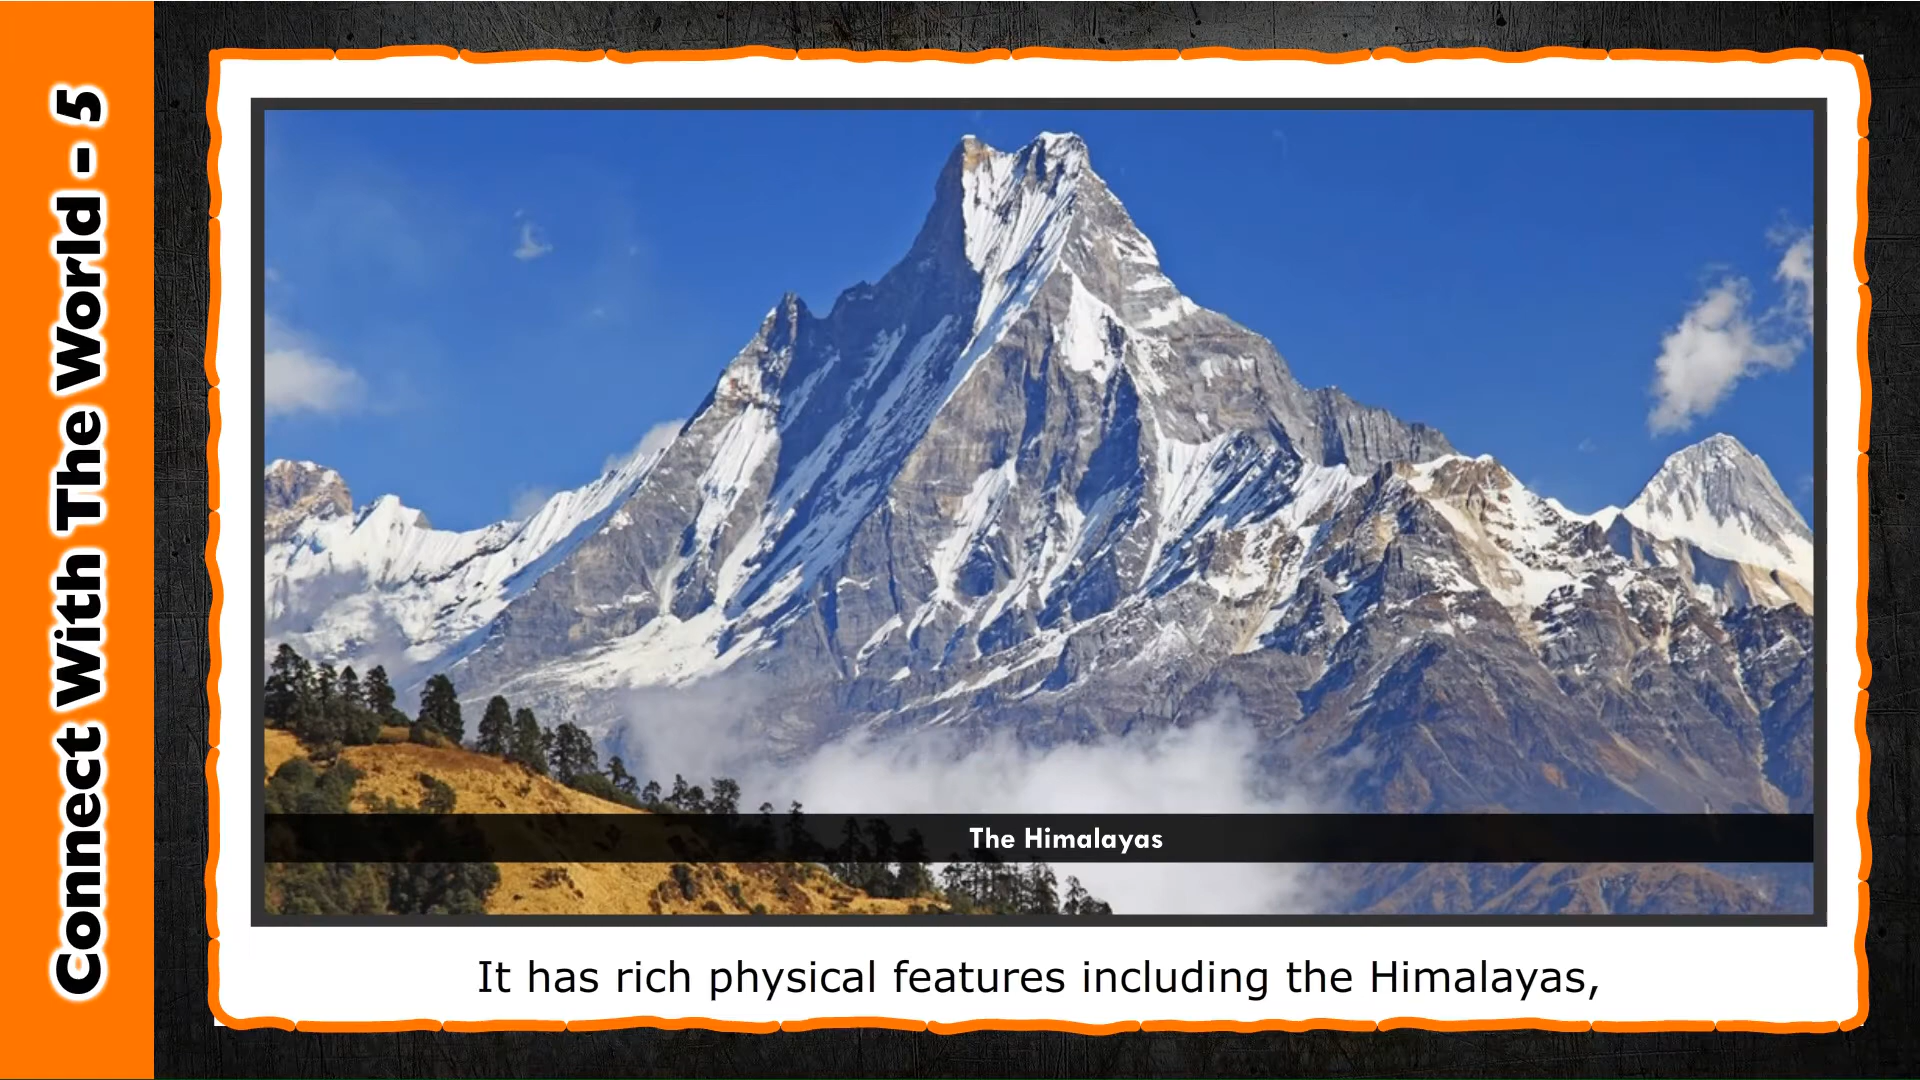 Connect With The World - 5
The Himalayas
It has rich physical features including the Himalayas,